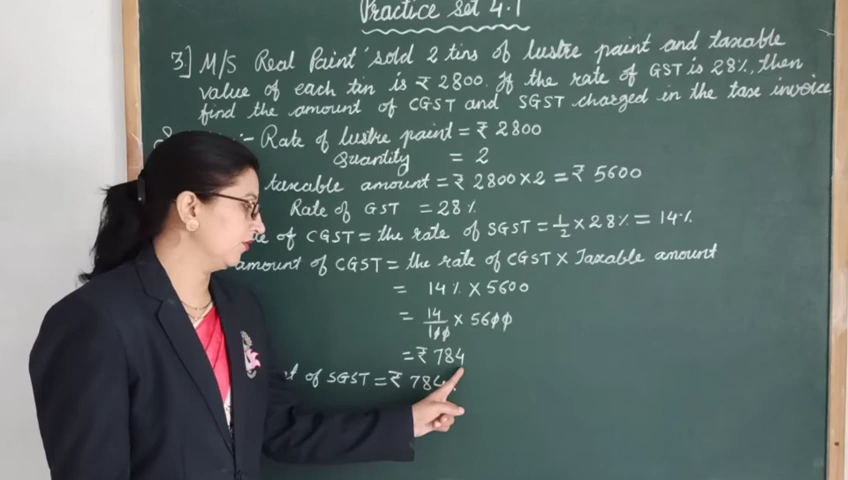 Practice Set 4.1
3.] M/S Real Paint sold 2 tins of lustre paint and taxable
value of each tin is ₹ 2800. If the rate of GST is 28%, then
find the amount of CGST and SGST charged in the tax invoice
:- Rate of lustre paint = ₹ 2800
Quantity = 2
taxable amount = ₹ 2800 × 2 = ₹ 5600
Rate of GST = 28%
of CGST = the rate of SGST = 1/2 × 28% = 14%
amount of CGST = the rate of CGST × Taxable amount
= 14% × 5600
= 14/100 × 5600
= ₹ 784
of SGST = ₹ 784